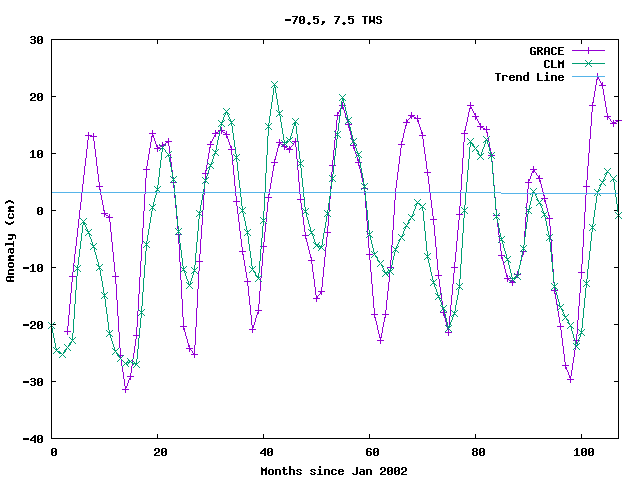 -70.5, 7.5 TWS
30
20
10
0
-10
-20
-30
-40
Anomaly (cm)
GRACE
CLM
Trend Line
0 20 40 60 80 100
Months since Jan 2002